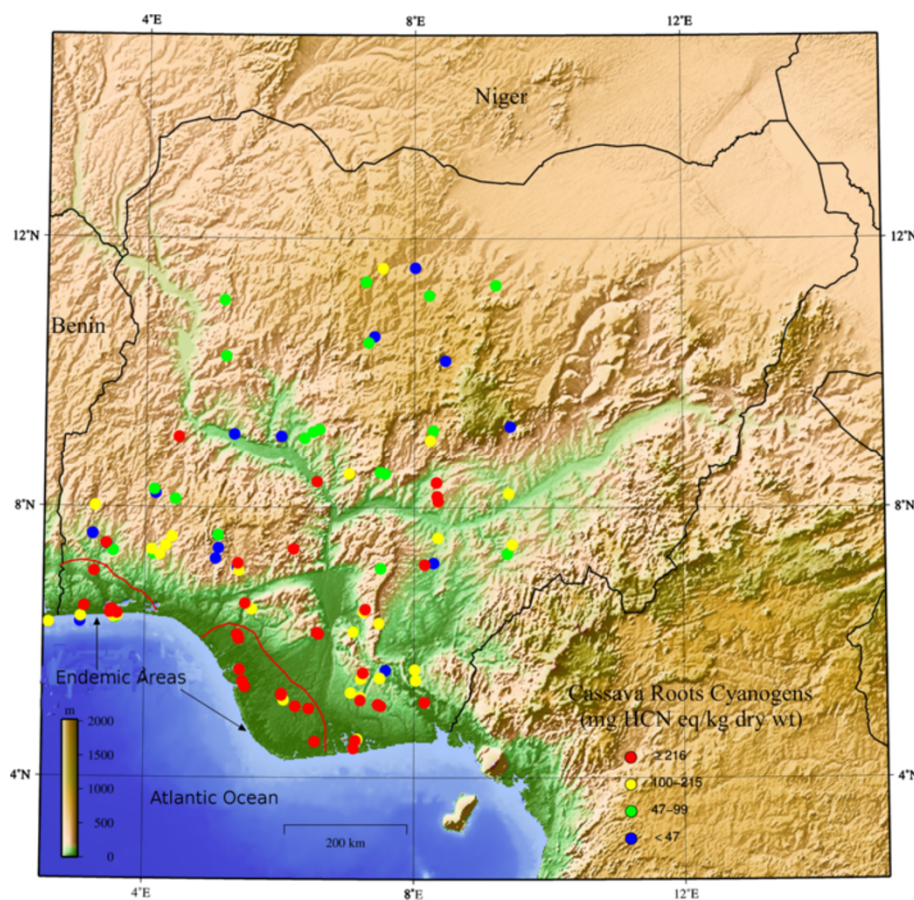 4°E 8°E 12°E
Niger
12°N 12°N
Benin
8°N 8°N
Endemic Areas
Cassava Roots Cyanogens
(mg HCN eq/kg dry wt)
m
2000
1500
1000
500
0
≥ 216
100–215
47–99
< 47
4°N 4°N
Atlantic Ocean
200 km
4°E 8°E 12°E